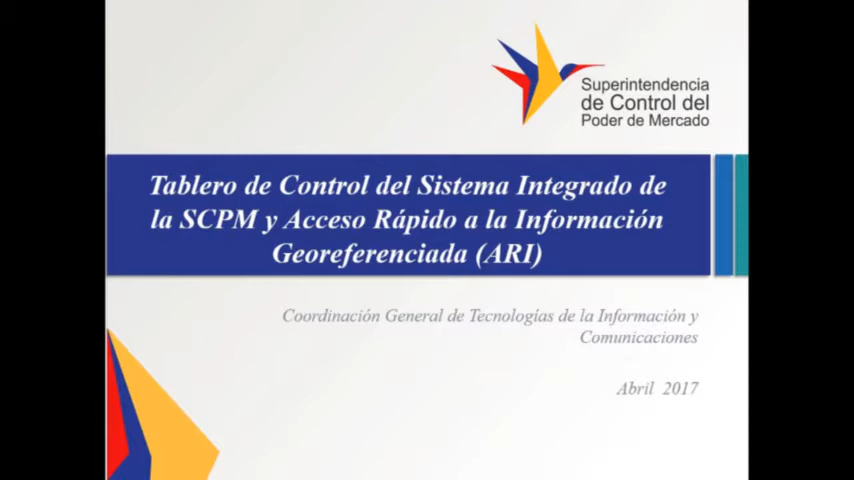 Superintendencia
de Control del
Poder de Mercado
Tablero de Control del Sistema Integrado de
la SCPM y Acceso Rápido a la Información
Georeferenciada (ARI)
Coordinación General de Tecnologías de la Información y
Comunicaciones
Abril 2017